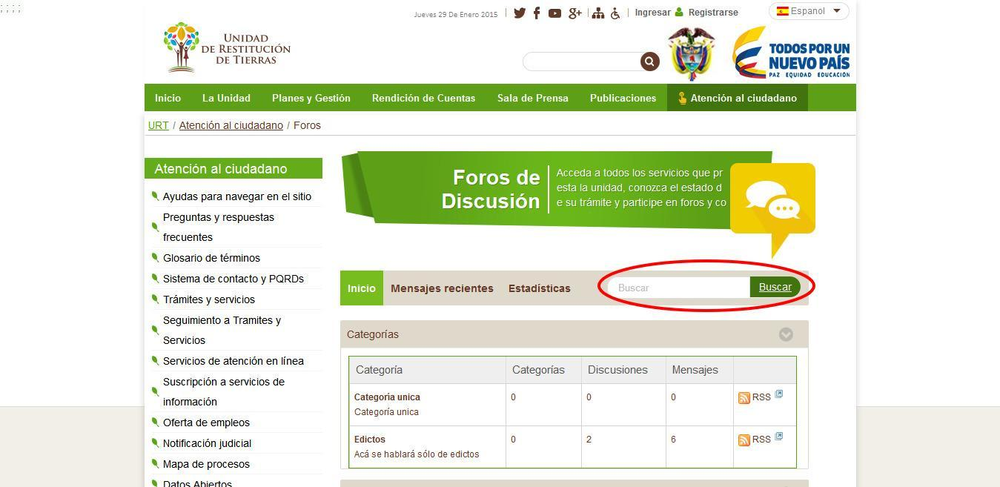 ; ; ; ;
Jueves 29 De Enero 2015
Ingresar
Registrarse
Espanol
UNIDAD
DE RESTITUCIÓN
DE TIERRAS
TODOS POR UN
NUEVO PAÍS
PAZ EQUIDAD EDUCACIÓN
Inicio La Unidad Planes y Gestión Rendición de Cuentas Sala de Prensa Publicaciones Atención al ciudadano
URT / Atención al ciudadano / Foros
Atención al ciudadano
Ayudas para navegar en el sitio
Preguntas y respuestas
frecuentes
Glosario de términos
Sistema de contacto y PQRDs
Trámites y servicios
Seguimiento a Tramites y
Servicios
Servicios de atención en línea
Suscripción a servicios de
información
Oferta de empleos
Notificación judicial
Mapa de procesos
Datos Abiertos
Foros de
Discusión
Acceda a todos los servicios que pr
esta la unidad, conozca el estado d
e su trámite y participe en foros y co
Inicio Mensajes recientes Estadísticas Buscar Buscar
Categorías
Categoría Categorías Discusiones Mensajes
Categoría unica 0 0 0 RSS
Categoría unica
Edictos 0 2 6 RSS
Acá se hablará sólo de edictos